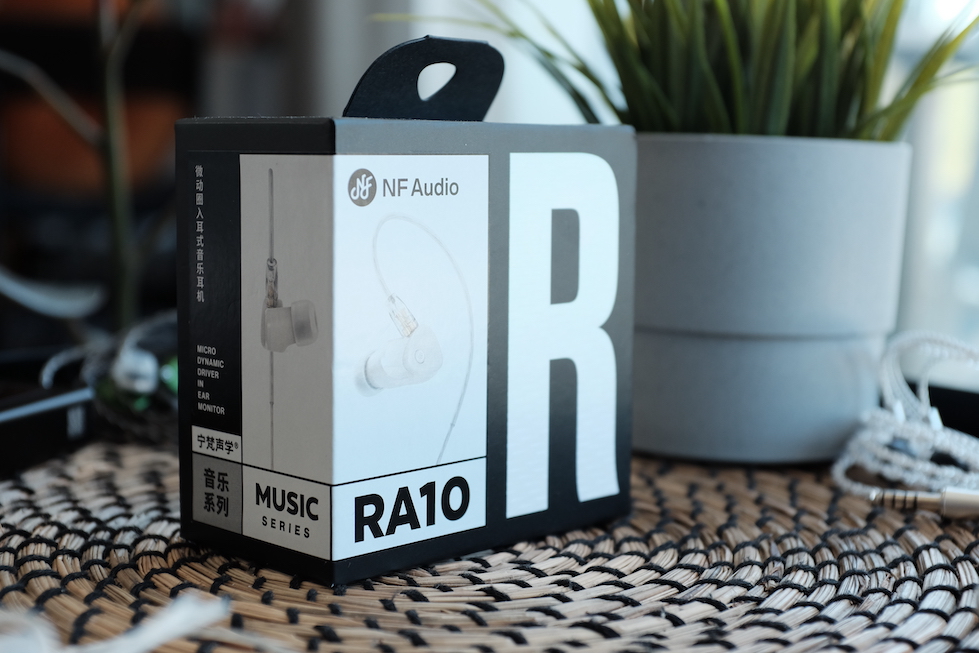 微动圈入耳式音乐耳机
MICRO
DYNAMIC
DRIVER
IN
EAR
MONITOR
宁梵声学®
音乐
系列
MUSIC
SERIES
NF Audio
RA10
R